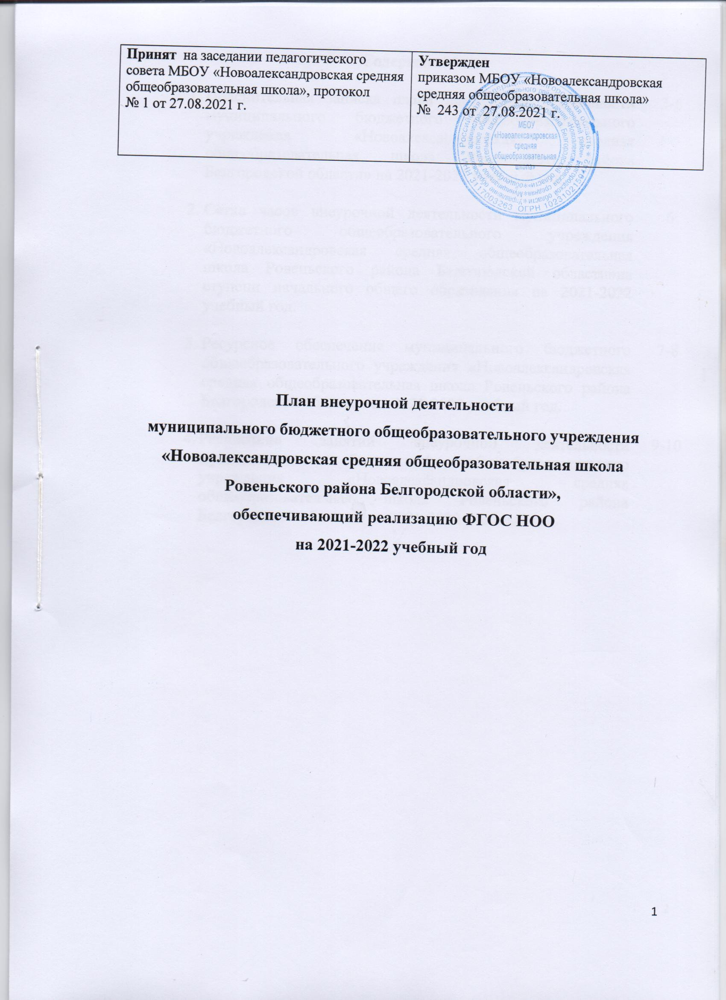 Принят на заседании педагогического
совета МБОУ «Новоалександровская средняя
общеобразовательная школа», протокол
№ 1 от 27.08.2021 г.
Утвержден
приказом МБОУ «Новоалександровская
средняя общеобразовательная школа»
№ 243 от 27.08.2021 г.
МБОУ
«Новоалександровская
средняя
общеобразовательная
школа»
ИНН 3117003263 ОГРН
План внеурочной деятельности
муниципального бюджетного общеобразовательного учреждения
«Новоалександровская средняя общеобразовательная школа
Ровеньского района Белгородской области»,
обеспечивающий реализацию ФГОС НОО
на 2021-2022 учебный год
1